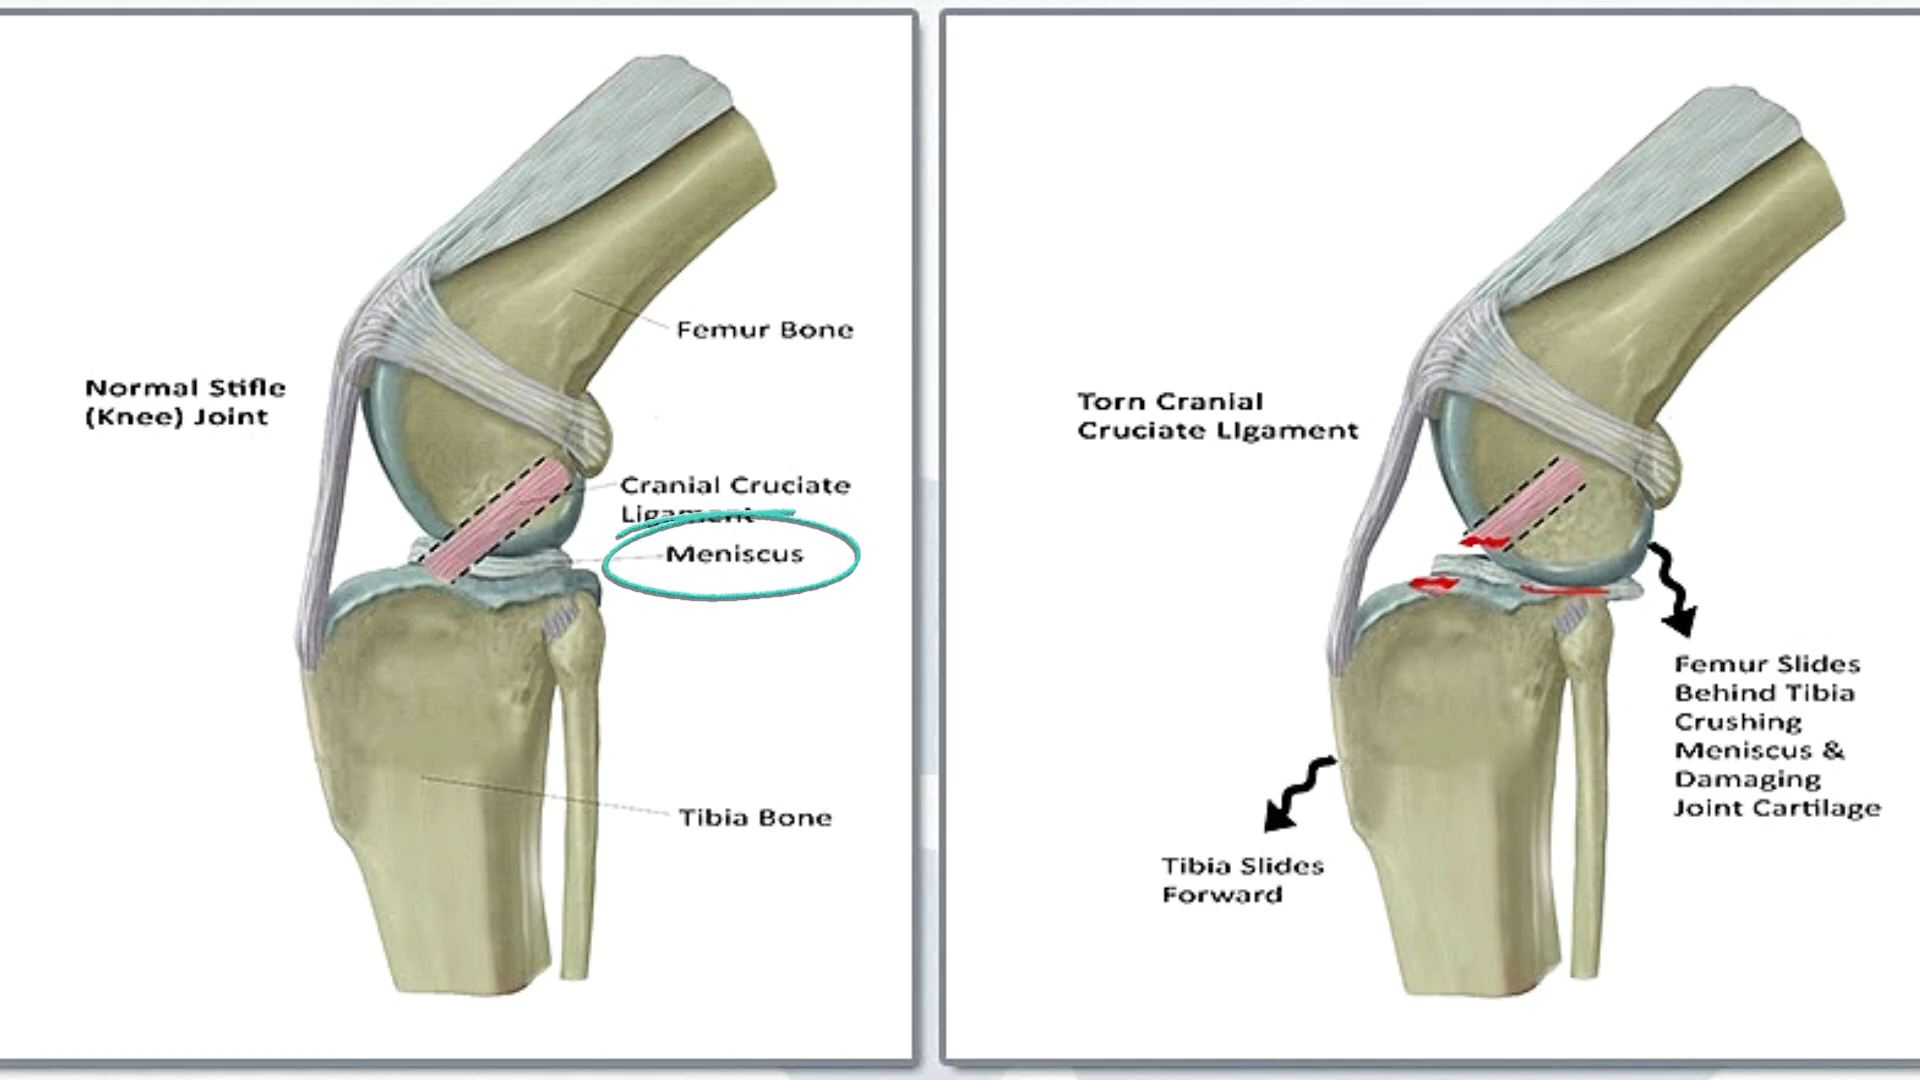 Normal Stifle
(Knee) Joint
Femur Bone
Cranial Cruciate
Ligament
Meniscus
Tibia Bone
Torn Cranial
Cruciate LIgament
Femur Slides
Behind Tibia
Crushing
Meniscus &
Damaging
Joint Cartilage
Tibia Slides
Forward